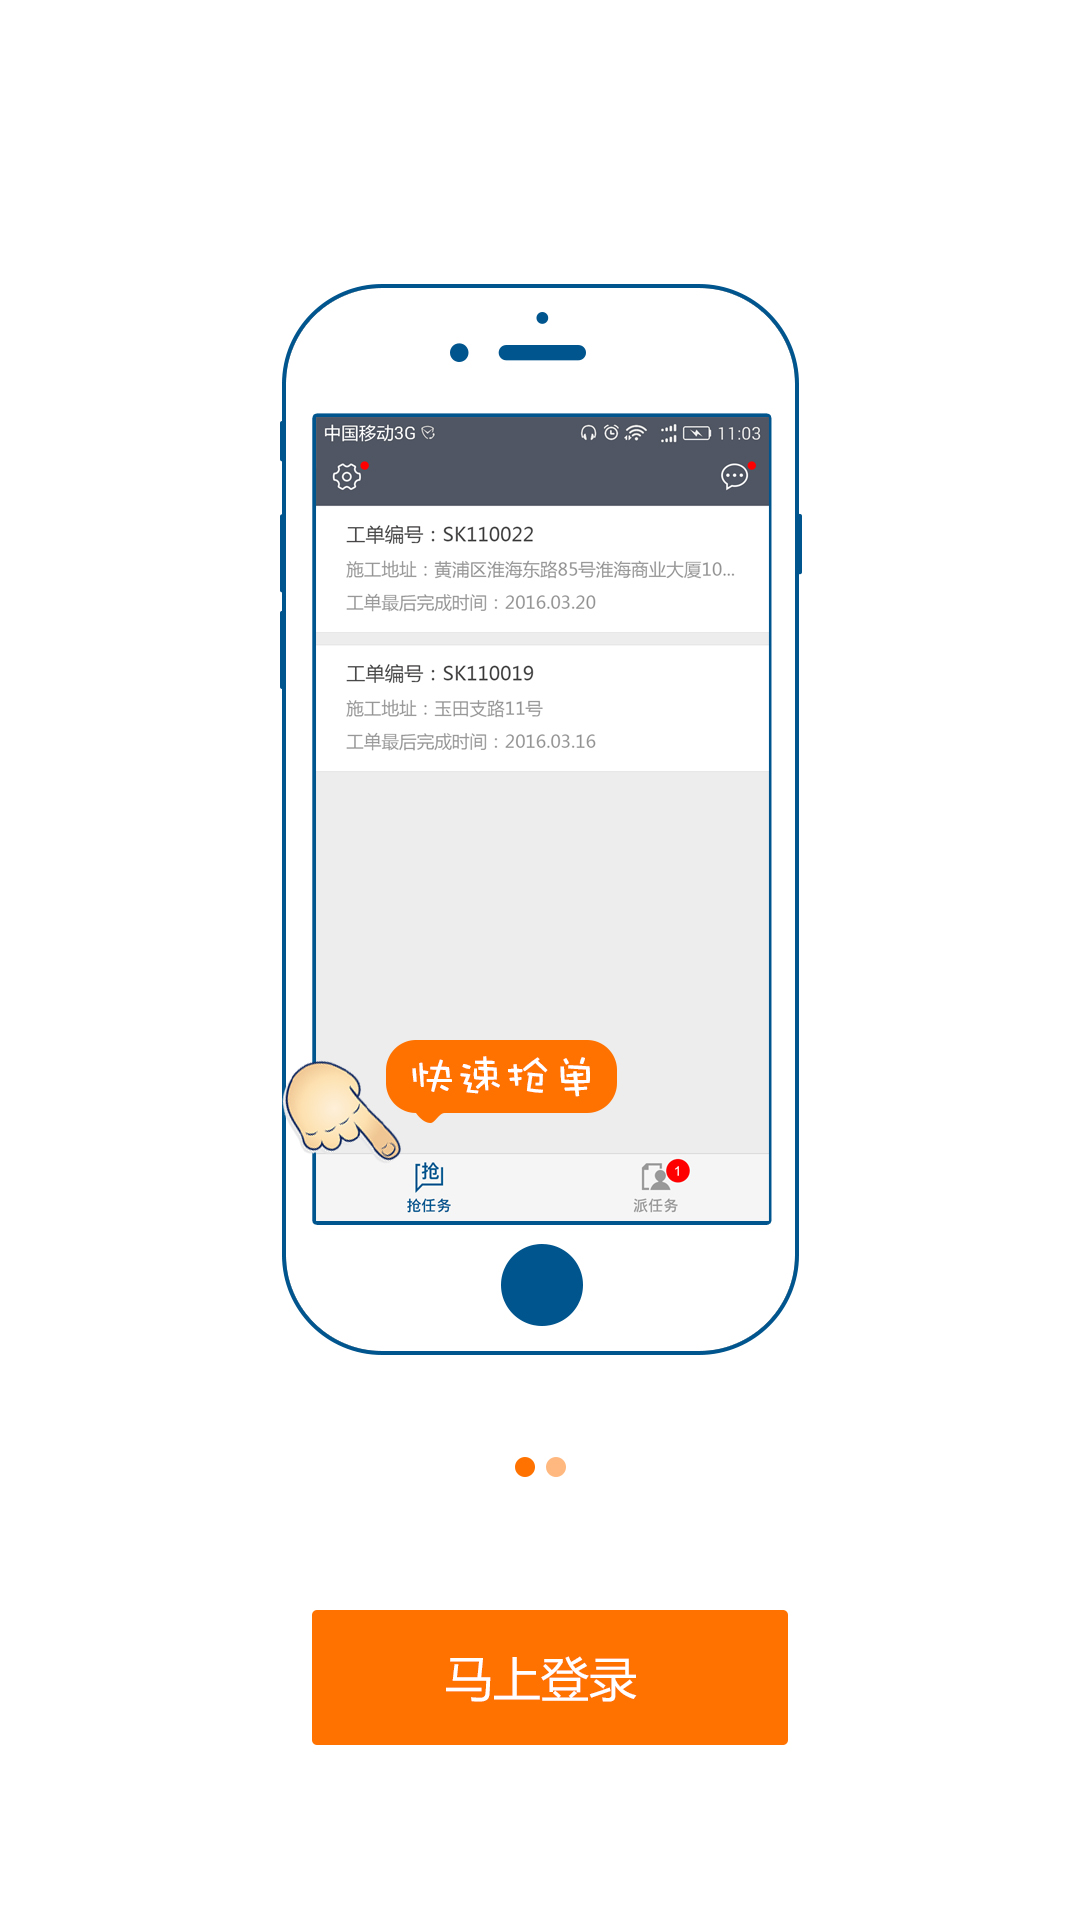 中国移动3G 11:03
工单编号：SK110022
施工地址：黄浦区淮海东路85号淮海商业大厦10...
工单最后完成时间：2016.03.20
工单编号：SK110019
施工地址：玉田支路11号
工单最后完成时间：2016.03.16
快速抢单
抢 1
抢任务 派任务
马上登录